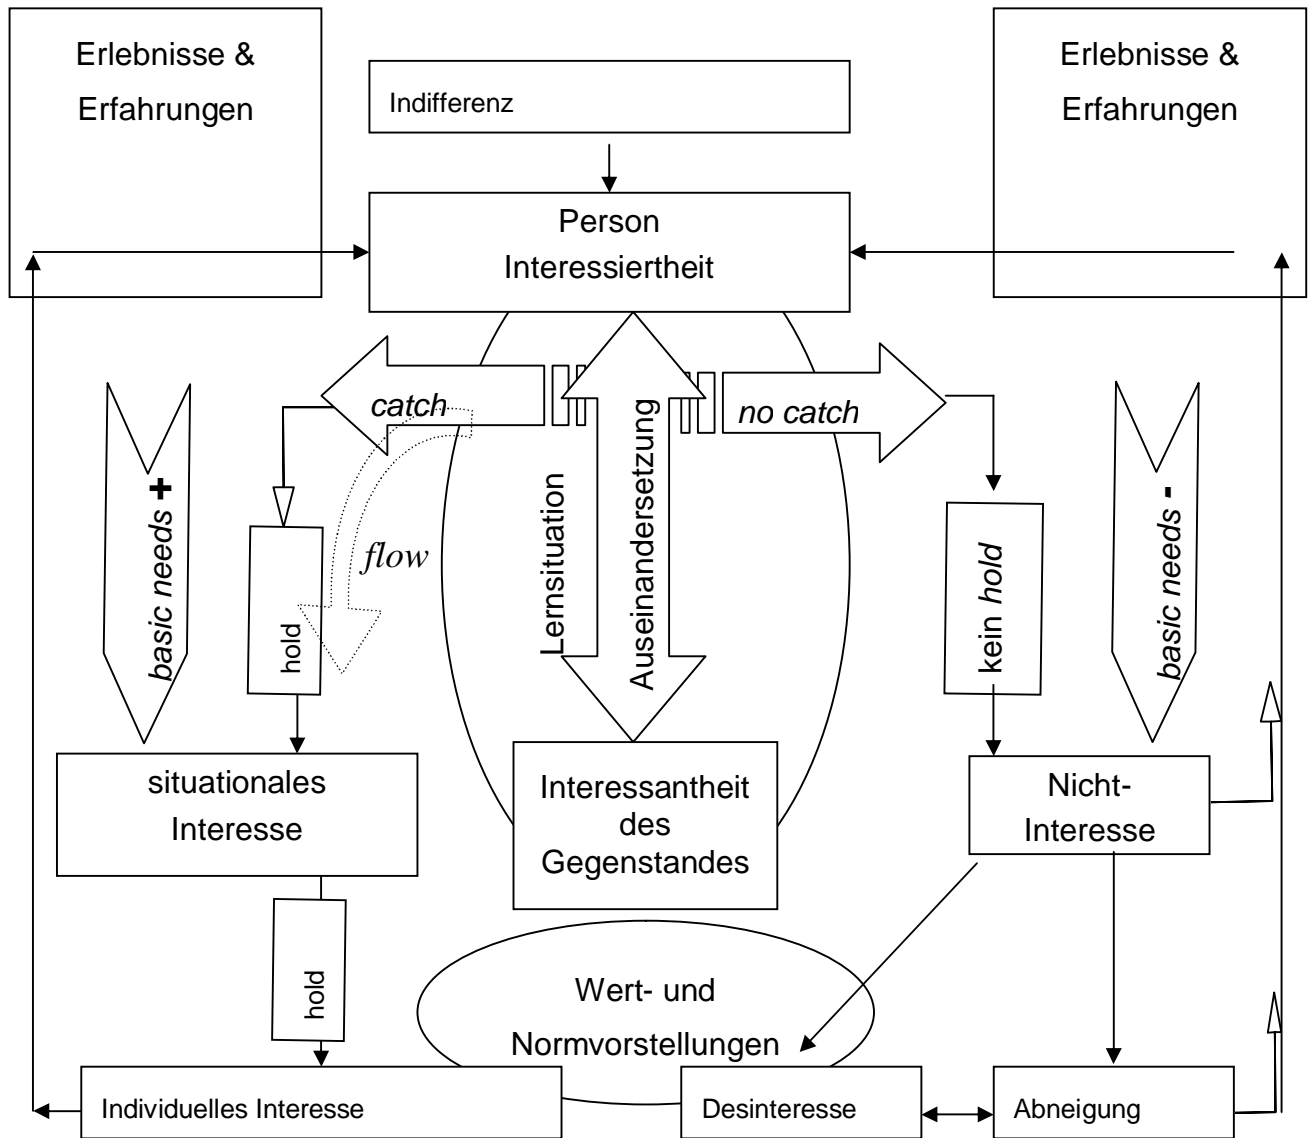 Erlebnisse &
Erfahrungen
Indifferenz
Erlebnisse &
Erfahrungen
Person
Interessiertheit
catch
no catch
basic needs +
hold
flow
Lernsituation
Auseinandersetzung
kein hold
basic needs -
situationales
Interesse
Interessantheit
des
Gegenstandes
Nicht-
Interesse
hold
Wert- und
Normvorstellungen
Individuelles Interesse
Desinteresse
Abneigung